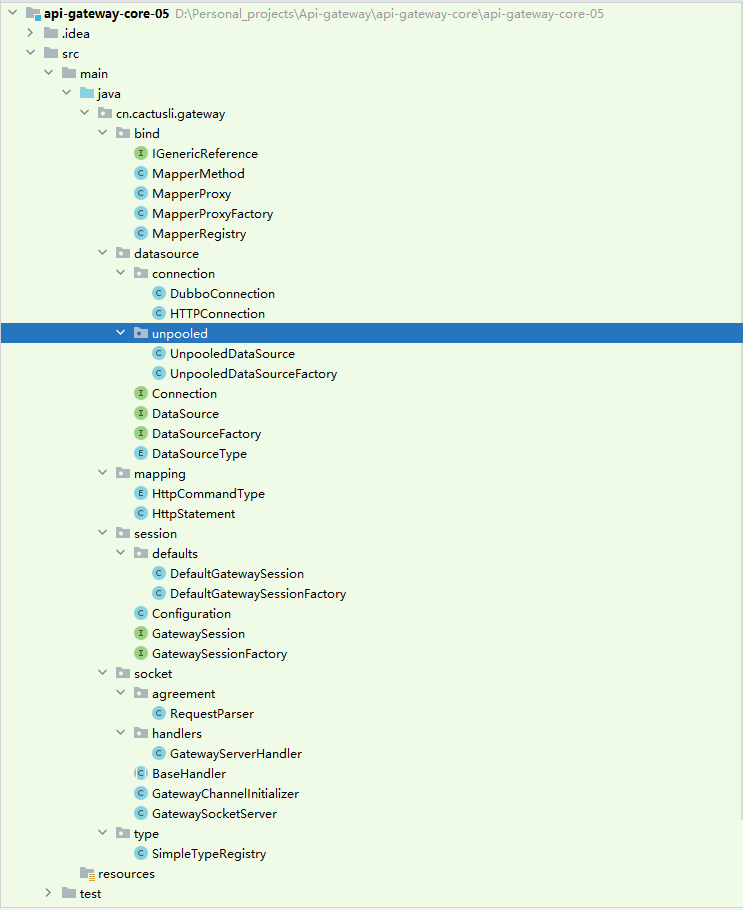 api-gateway-core-05 D:\Personal_projects\Api-gateway\api-gateway-core\api-gateway-core-05
.idea
src
main
java
cn.cactusli.gateway
bind
I IGenericReference
C MapperMethod
C MapperProxy
C MapperProxyFactory
C MapperRegistry
datasource
connection
C DubboConnection
C HTTPConnection
unpooled
C UnpooledDataSource
C UnpooledDataSourceFactory
I Connection
I DataSource
I DataSourceFactory
E DataSourceType
mapping
E HttpCommandType
C HttpStatement
session
defaults
C DefaultGatewaySession
C DefaultGatewaySessionFactory
C Configuration
I GatewaySession
I GatewaySessionFactory
socket
agreement
C RequestParser
handlers
C GatewayServerHandler
C BaseHandler
C GatewayChannelInitializer
C GatewaySocketServer
type
C SimpleTypeRegistry
resources
test